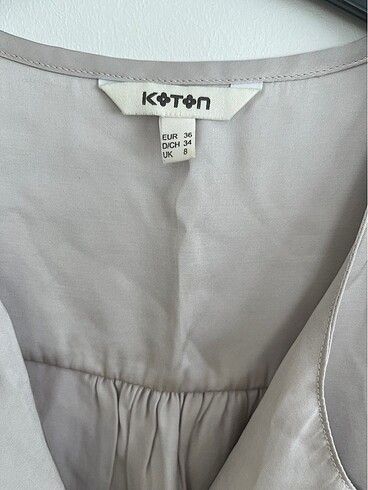 KOTON
EUR 36
D/CH 34
UK 8